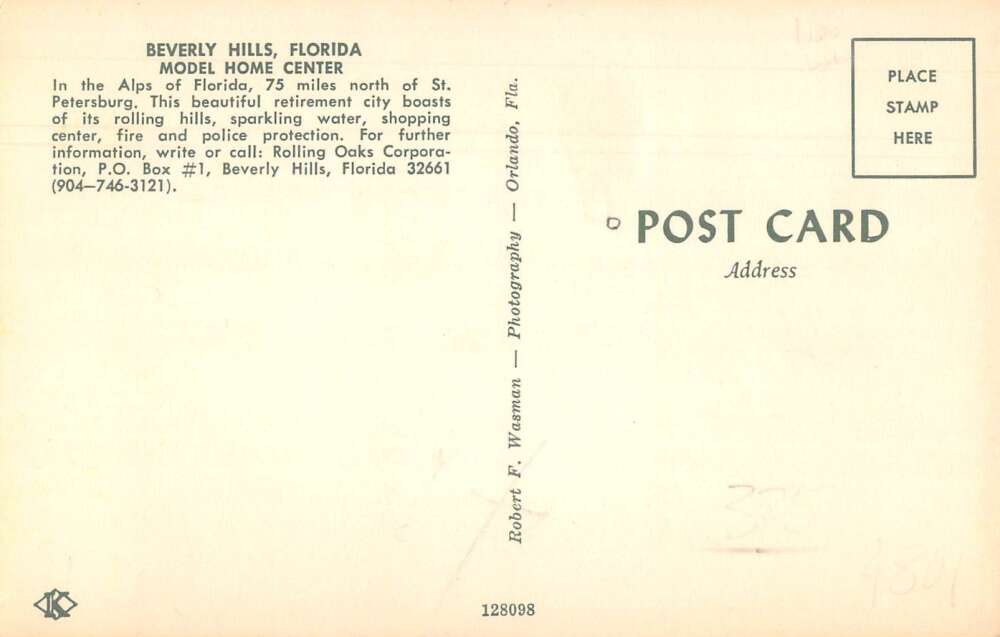 BEVERLY HILLS, FLORIDA
MODEL HOME CENTER
In the Alps of Florida, 75 miles north of St.
Petersburg. This beautiful retirement city boasts
of its rolling hills, sparkling water, shopping
center, fire and police protection. For further
information, write or call: Rolling Oaks Corpora-
tion, P.O. Box #1, Beverly Hills, Florida 32661
(904—746-3121).
Robert F. Wasman — Photography — Orlando, Fla.
PLACE
STAMP
HERE
POST CARD
Address
K
128098